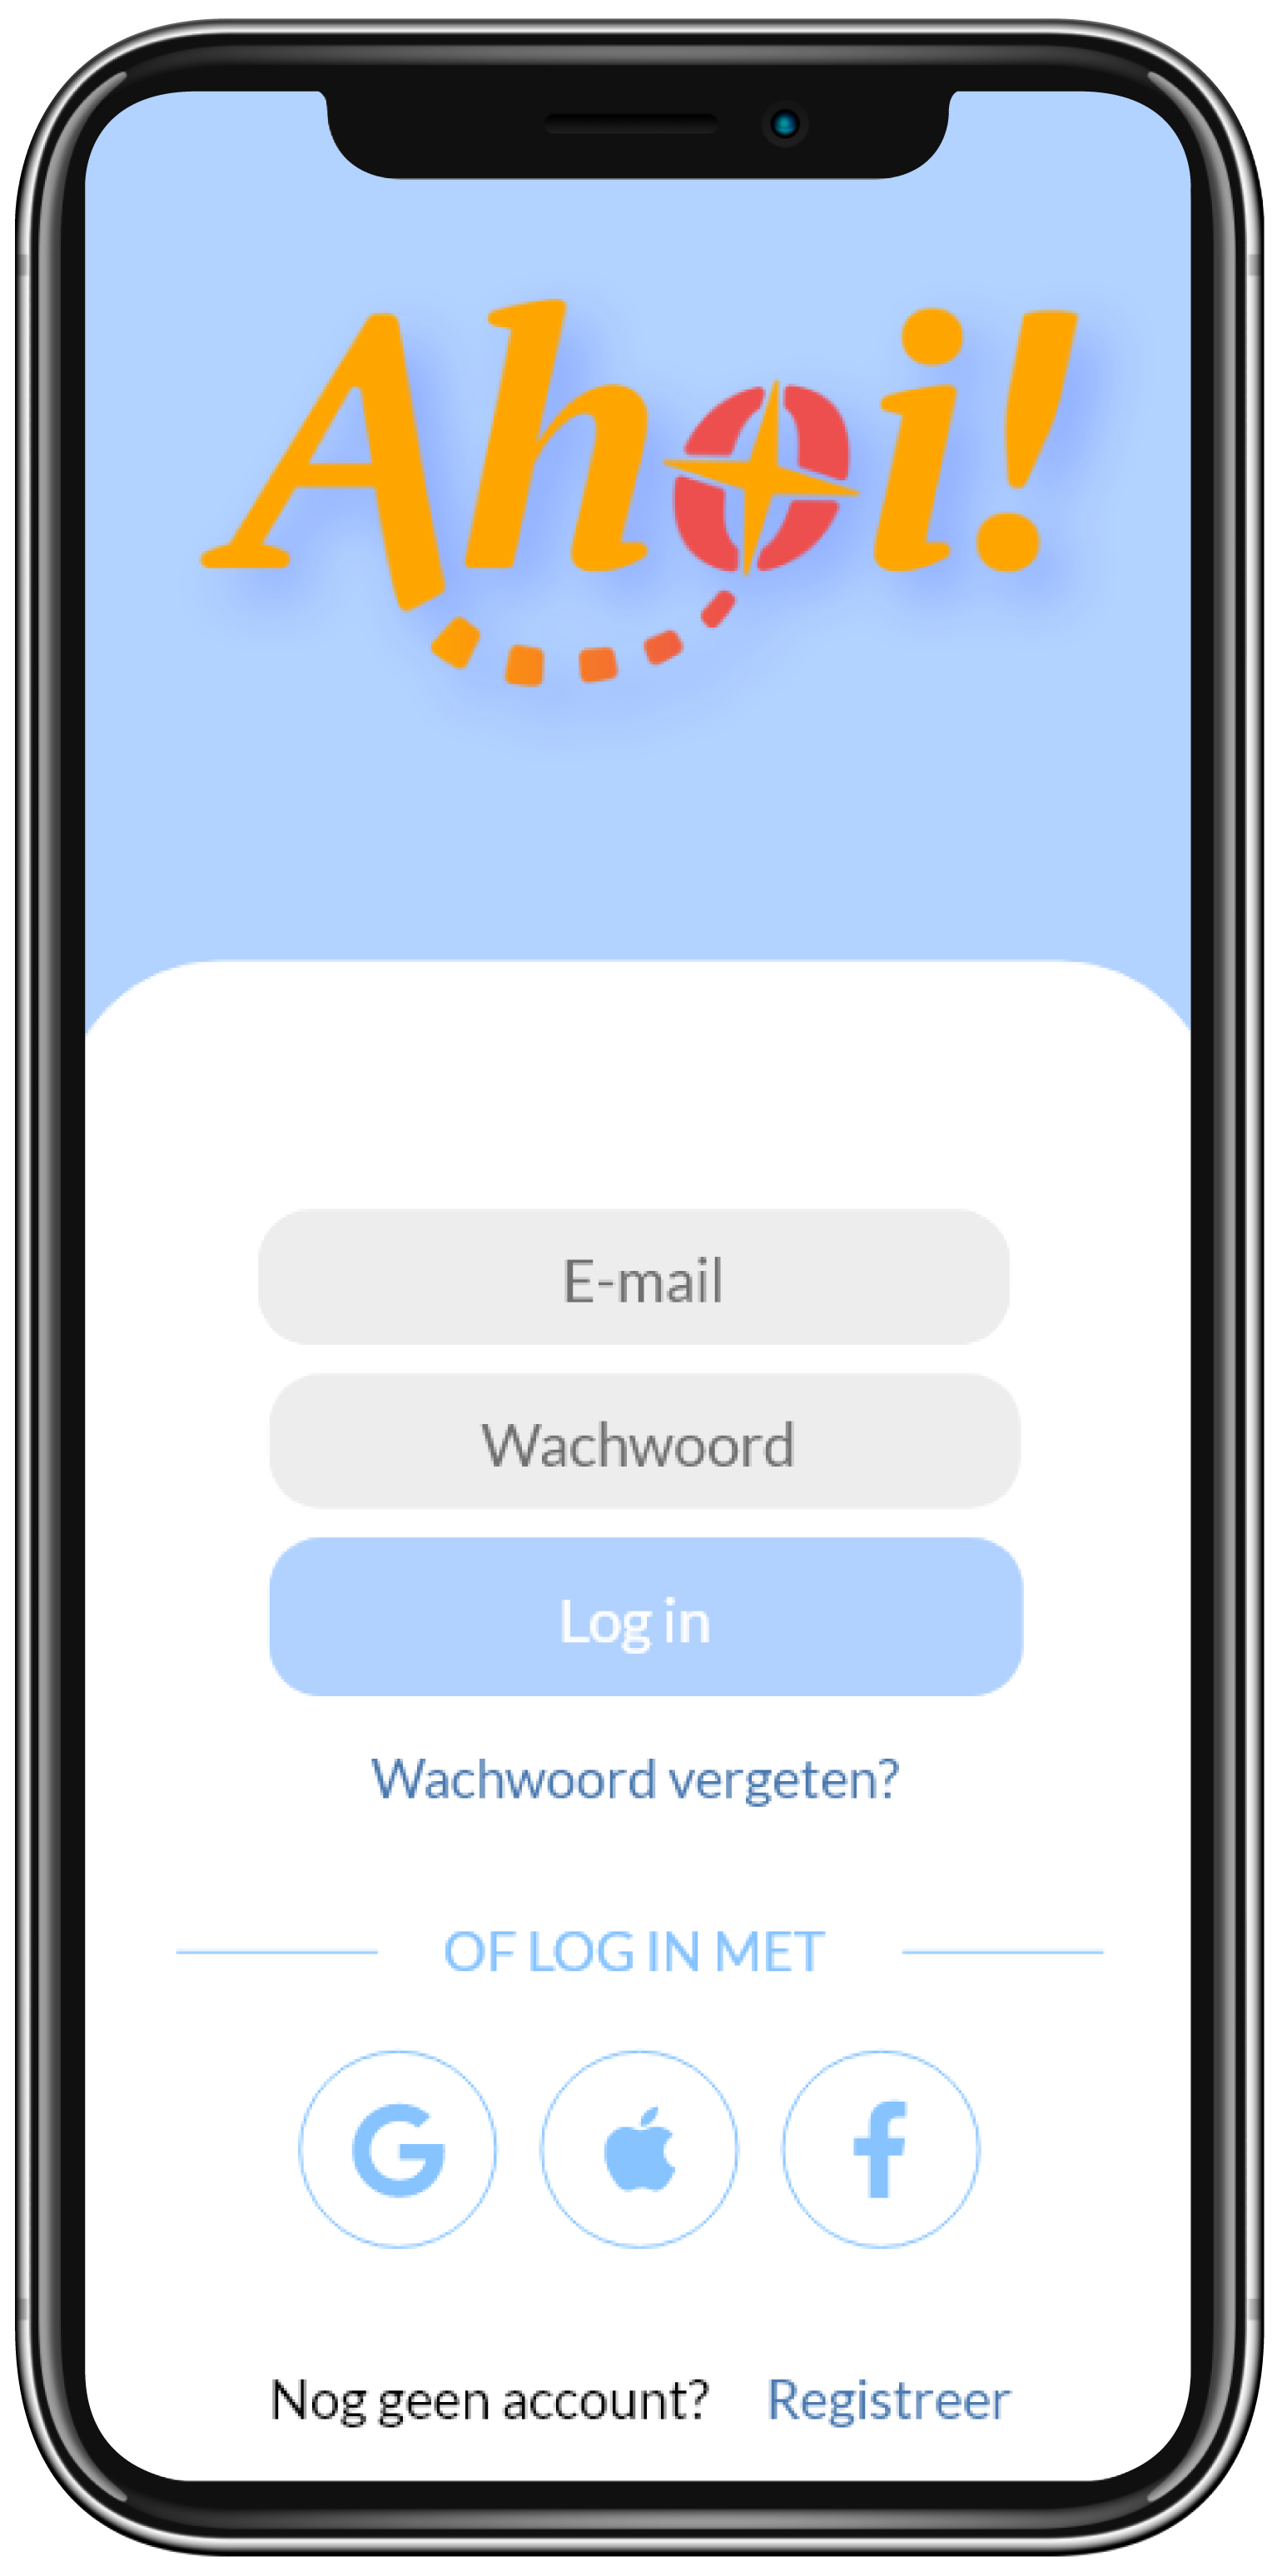 Ahoi!
E-mail
Wachwoord
Log in
Wachwoord vergeten?
OF LOG IN MET
Nog geen account? Registreer